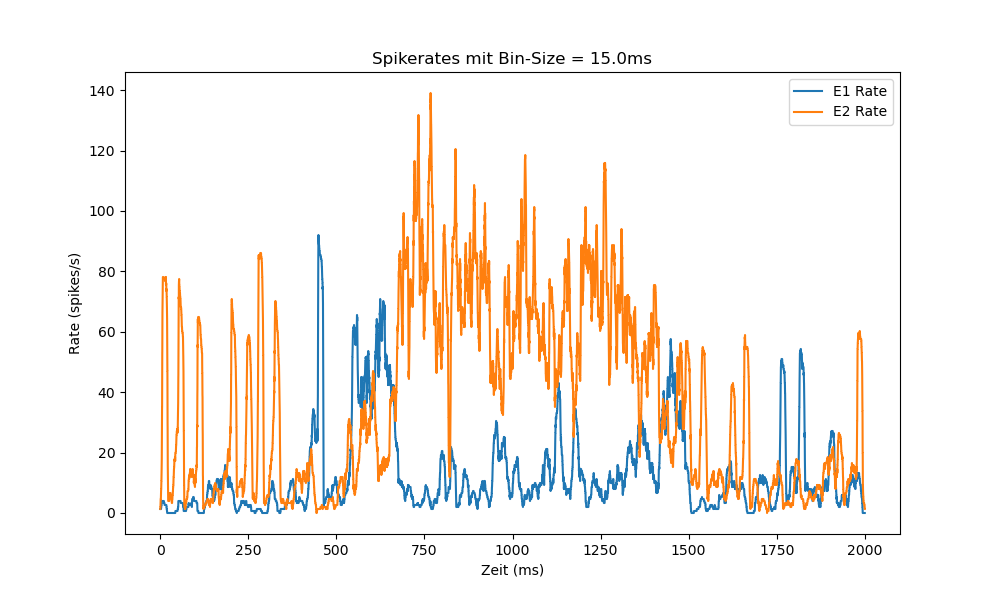 Spikerates mit Bin-Size = 15.0ms
E1 Rate
E2 Rate
140
120
100
80
60
40
20
0
Rate (spikes/s)
0 250 500 750 1000 1250 1500 1750 2000
Zeit (ms)